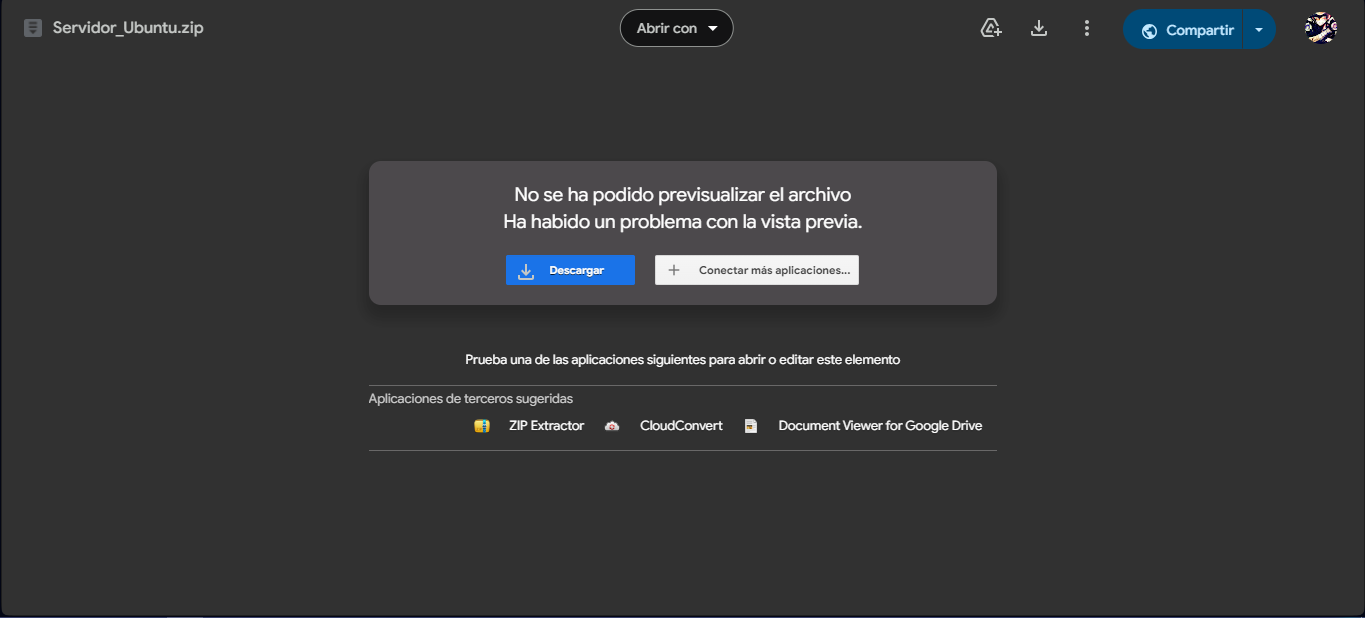 Servidor_Ubuntu.zip
Abrir con
Compartir
No se ha podido previsualizar el archivo
Ha habido un problema con la vista previa.
Descargar
Conectar más aplicaciones...
Prueba una de las aplicaciones siguientes para abrir o editar este elemento
Aplicaciones de terceros sugeridas
ZIP Extractor
CloudConvert
Document Viewer for Google Drive